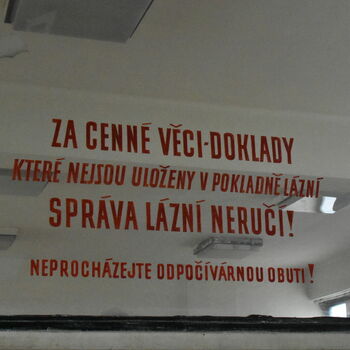 ZA CENNÉ VĚCI-DOKLADY
KTERÉ NEJSOU ULOŽENY V POKLADNĚ LÁZNÍ
SPRÁVA LÁZNÍ NERUČÍ!
NEPROCHÁZEJTE ODPOČÍVÁRNOU OBUTI!